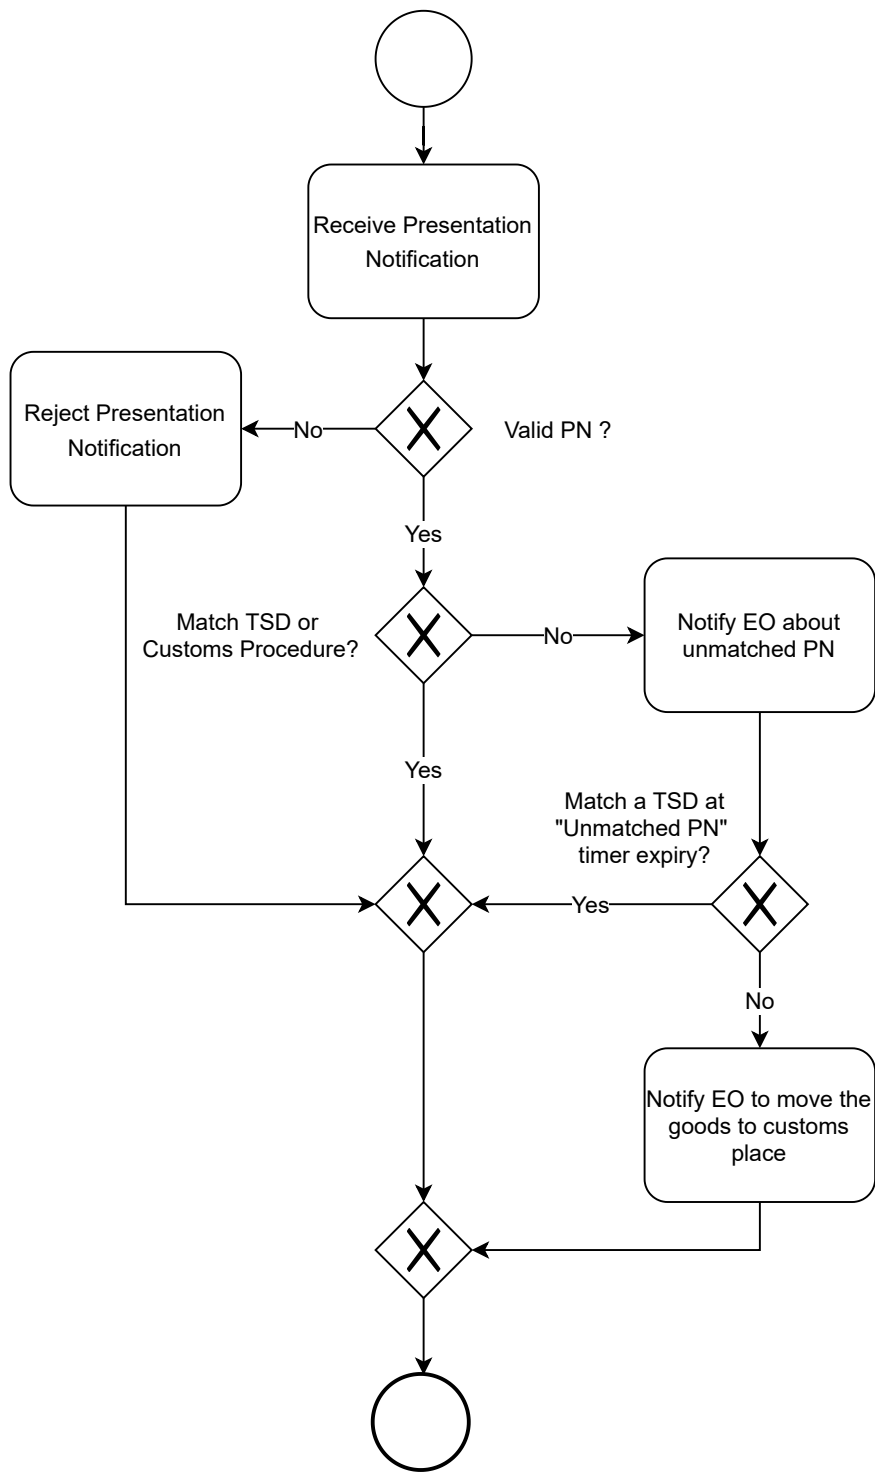 Receive Presentation
Notification
Reject Presentation
Notification
No
Valid PN ?
Yes
Match TSD or
Customs Procedure?
No
Notify EO about
unmatched PN
Yes
Match a TSD at
"Unmatched PN"
timer expiry?
Yes
No
Notify EO to move the
goods to customs
place